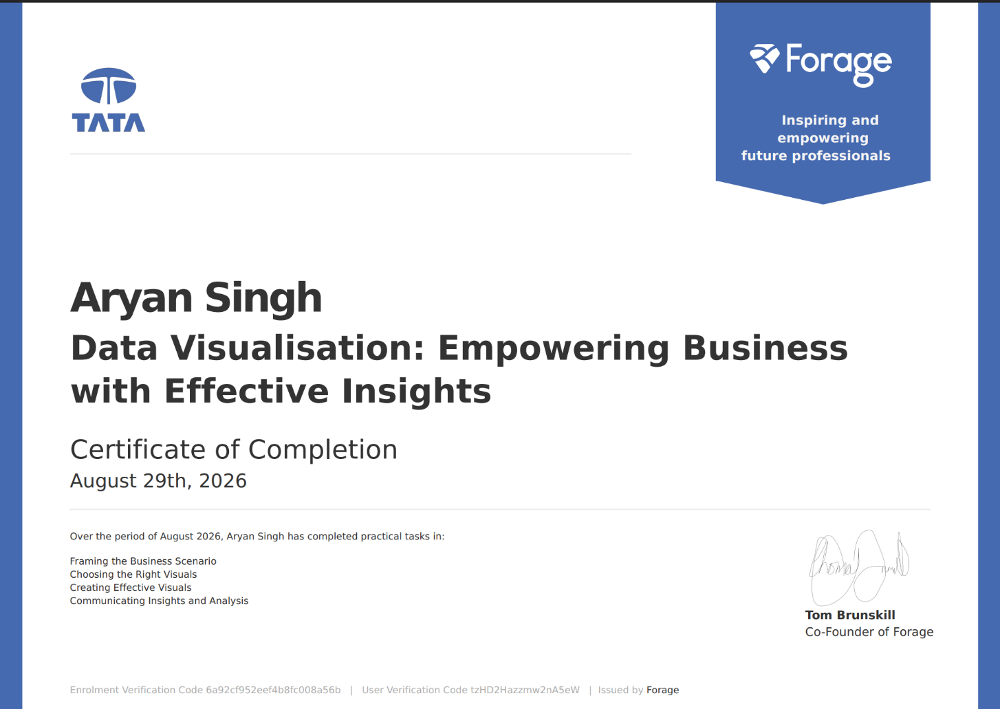 TATA
Forage
Inspiring and
empowering
future professionals
Aryan Singh
Data Visualisation: Empowering Business
with Effective Insights
Certificate of Completion
August 29th, 2026
Over the period of August 2026, Aryan Singh has completed practical tasks in:
Framing the Business Scenario
Choosing the Right Visuals
Creating Effective Visuals
Communicating Insights and Analysis
Tom Brunskill
Co-Founder of Forage
Enrolment Verification Code 6a92cf952eef4b8fc008a56b | User Verification Code tzHD2Hazzmw2nA5eW | Issued by Forage